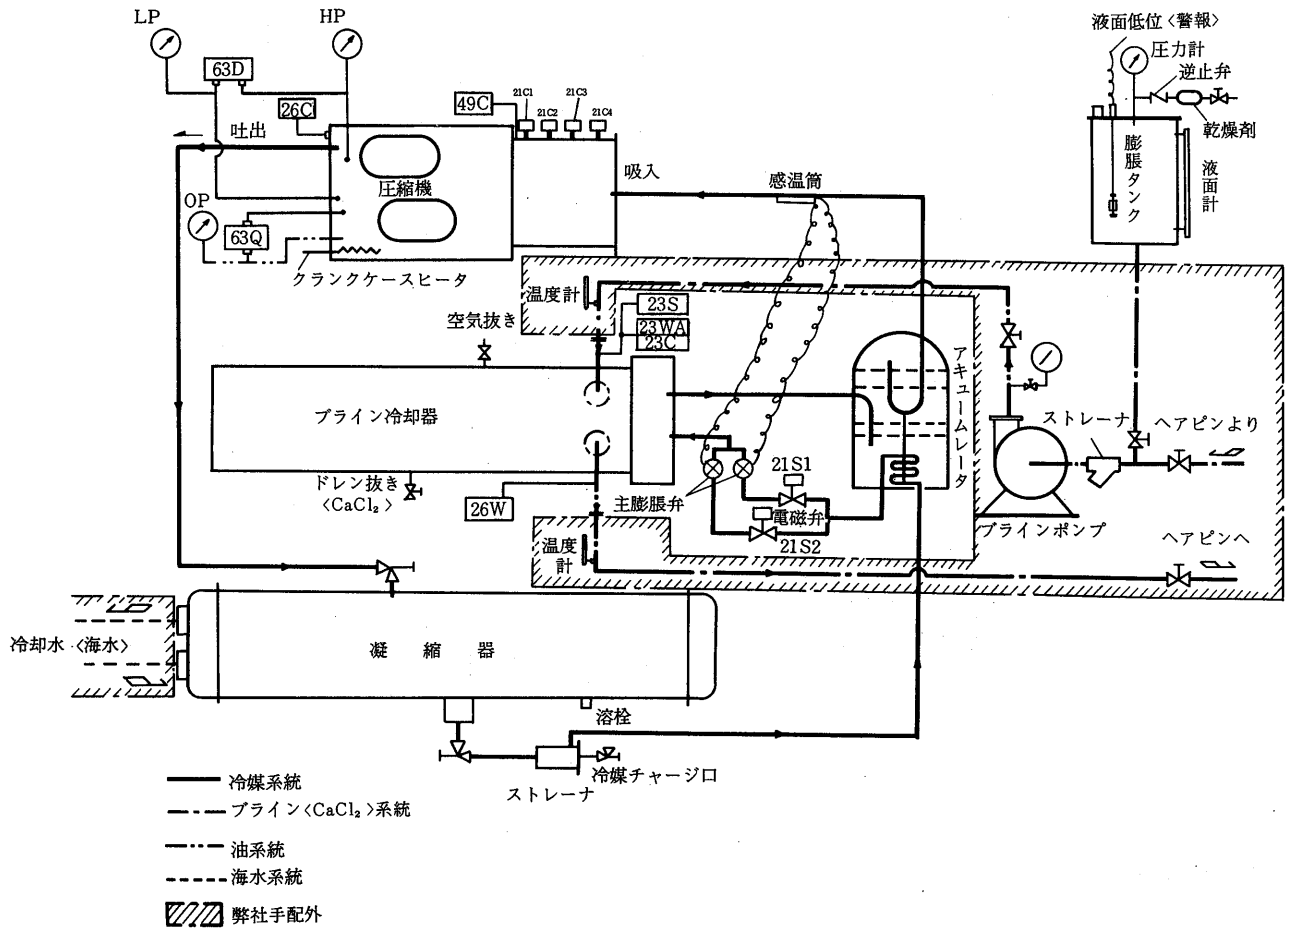 LP
HP
63D
26C
49C
21C1
21C2
21C3
21C4
吐出
圧縮機
吸入
感温筒
OP
63Q
クランクケースヒータ
液面低位〈警報〉
圧力計
逆止弁
乾燥剤
膨脹タンク
液面計
温度計
23S
23WA
23C
空気抜き
ブライン冷却器
アキュームレータ
ストレーナ
ヘアピンより
ドレン抜き
〈CaCl₂〉
26W
主膨脹弁
21S1
電磁弁
21S2
ブラインポンプ
温度
計
ヘアピンへ
冷却水〈海水〉
凝縮器
溶栓
冷媒チャージ口
ストレーナ
冷媒系統
ブライン〈CaCl₂〉系統
油系統
海水系統
弊社手配外